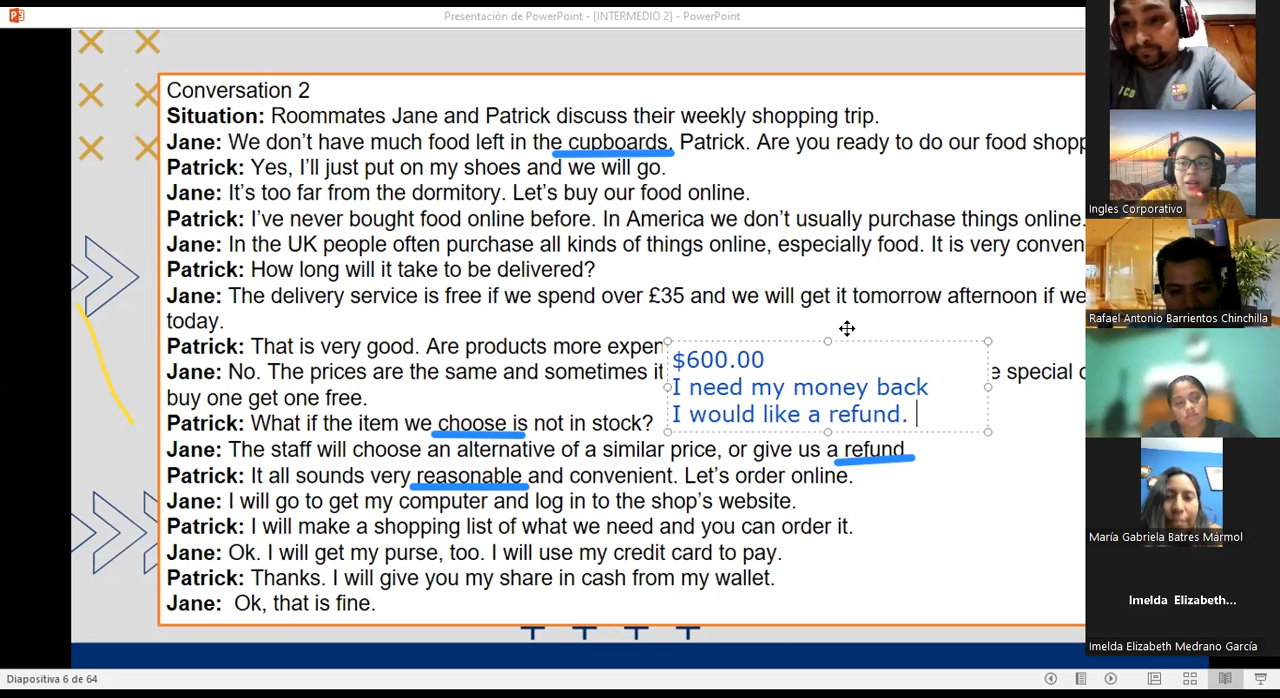 Presentación de PowerPoint - [INTERMEDIO 2] - PowerPoint
Conversation 2
Situation: Roommates Jane and Patrick discuss their weekly shopping trip.
Jane: We don't have much food left in the cupboards, Patrick. Are you ready to do our food
Patrick: Yes, I'll just put on my shoes and we will go.
Jane: It's too far from the dormitory. Let's buy our food online.
Patrick: I've never bought food online before. In America we don't usually purchase things online.
Jane: In the UK people often purchase all kinds of things online, especially food. It is very
Patrick: How long will it take to be delivered?
Jane: The delivery service is free if we spend over £35 and we will get it tomorrow afternoon if we
today.
Patrick: That is very good. Are products more
Jane: No. The prices are the same and sometimes special
buy one get one free.
$600.00
I need my money back
I would like a refund.
Patrick: What if the item we choose is not in stock?
Jane: The staff will choose an alternative of a similar price, or give us a refund
Patrick: It all sounds very reasonable and convenient. Let's order online.
Jane: I will go to get my computer and log in to the shop's website.
Patrick: I will make a shopping list of what we need and you can order it.
Jane: Ok. I will get my purse, too. I will use my credit card to pay.
Patrick: Thanks. I will give you my share in cash from my wallet.
Jane: Ok, that is fine.
Ingles Corporativo
Rafael Antonio Barrientos Chinchilla
María Gabriela Batres Mármol
Imelda Elizabeth...
Imelda Elizabeth Medrano García
Diapositiva 6 de 64